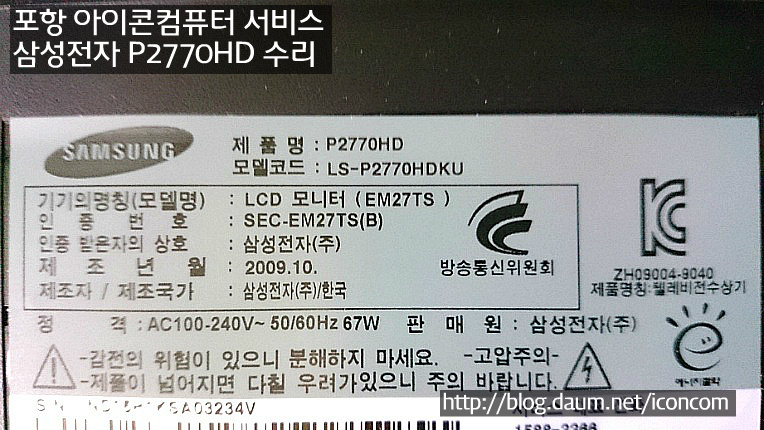 포항 아이콘컴퓨터 서비스
삼성전자 P2770HD 수리
SAMSUNG
제 품 명 : P2770HD
모델코드 : LS-P2770HDKU
기기의명칭(모델명) : LCD 모니터 (EM27TS )
인 증 번 호 : SEC-EM27TS(B)
인증 받은자의 상호 : 삼성전자(주)
제 조 년 월 : 2009.10.
제조자 / 제조국가 : 삼성전자(주)/한국
방송통신위원회
ZH09004-9040
제품명칭:텔레비전수상기
정 격 : AC100-240V~ 50/60Hz 67W 판 매 원 : 삼성전자(주)
-감전의 위험이 있으니 분해하지 마세요. -고압주의-
-제품이 넘어지면 다칠 우려가있으니 주의 바랍니다.
에너지절약
http://blog.daum.net/iconcom